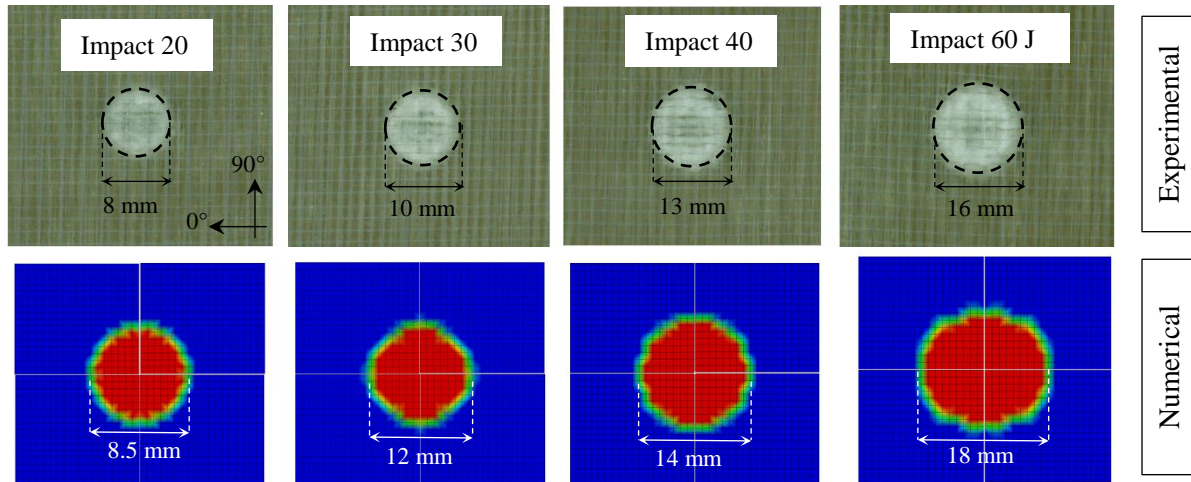 Impact 20
Impact 30
Impact 40
Impact 60 J
Experimental
90°
0°
8 mm
10 mm
13 mm
16 mm
Numerical
8.5 mm
12 mm
14 mm
18 mm